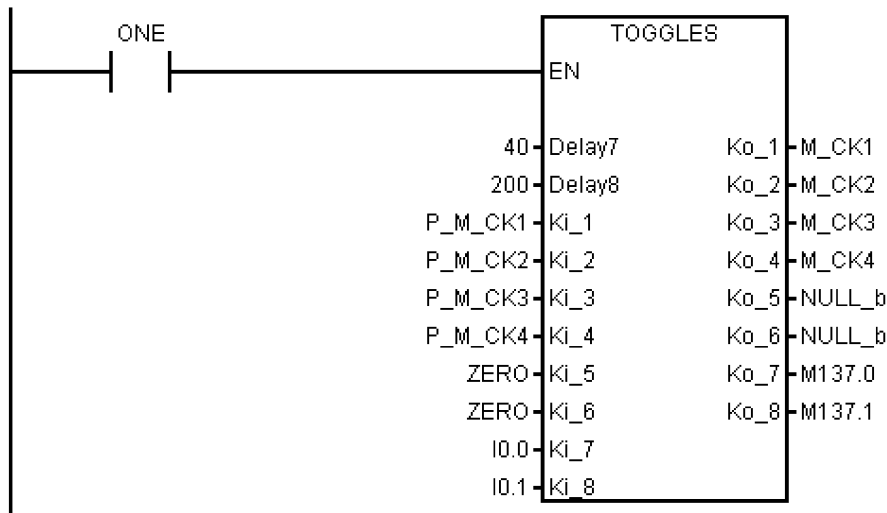 ONE
TOGGLES
EN
40 Delay7 Ko_1 M_CK1
200 Delay8 Ko_2 M_CK2
P_M_CK1 Ki_1 Ko_3 M_CK3
P_M_CK2 Ki_2 Ko_4 M_CK4
P_M_CK3 Ki_3 Ko_5 NULL_b
P_M_CK4 Ki_4 Ko_6 NULL_b
ZERO Ki_5 Ko_7 M137.0
ZERO Ki_6 Ko_8 M137.1
I0.0 Ki_7
I0.1 Ki_8